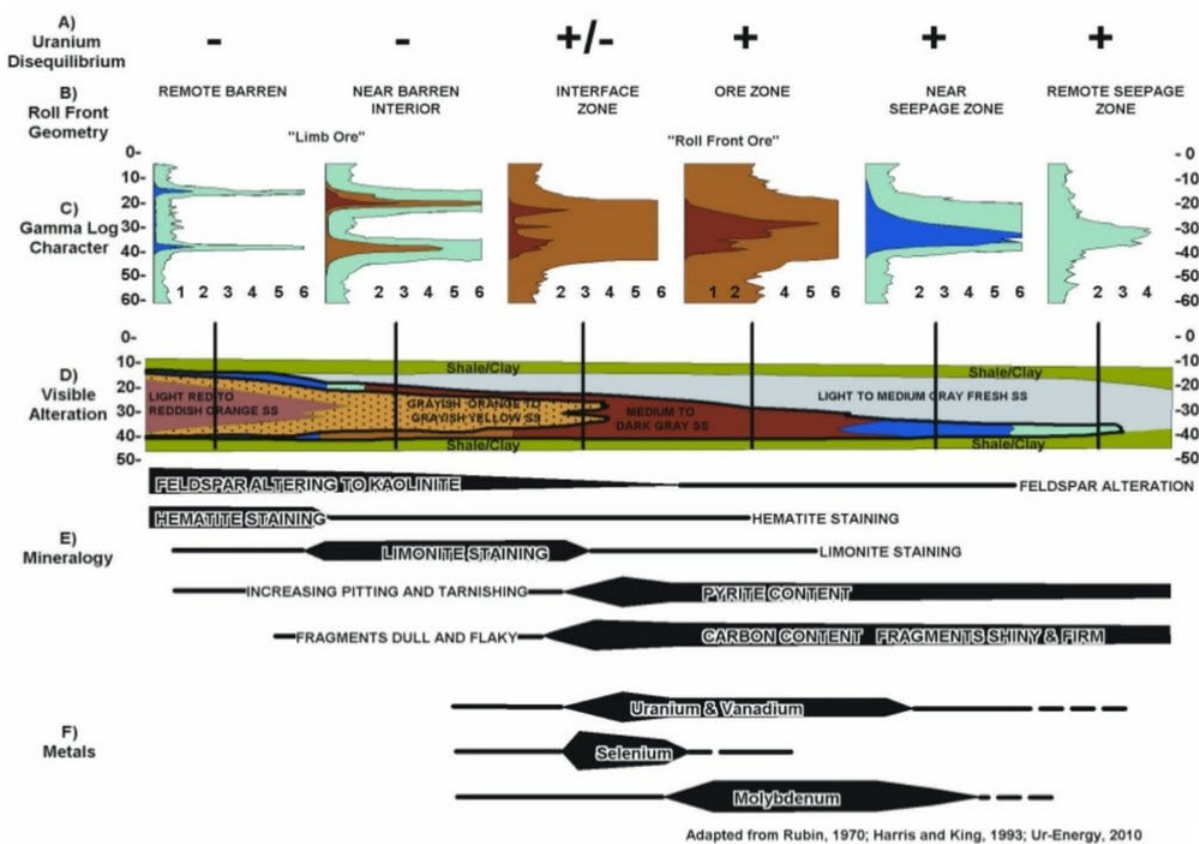 A)
Uranium
Disequilibrium
- - +/- + + +
B)
Roll Front
Geometry
REMOTE BARREN
NEAR BARREN
INTERIOR
INTERFACE
ZONE
ORE ZONE
NEAR
SEEPAGE ZONE
REMOTE SEEPAGE
ZONE
"Limb Ore"
"Roll Front Ore"
C)
Gamma Log
Character
0-
10-
20-
30-
40-
50-
60-
1 2 3 4 5 6
2 3 4 5 6
2 3 4 5 6
1 2 4 5 6
2 3 4 5 6
2 3 4
- 0
-10
-20
-30
-40
-50
-60
D)
Visible
Alteration
0-
10-
20-
30-
40-
50-
Shale/Clay
Shale/Clay
LIGHT RED TO
REDDISH ORANGE SS
GRAYISH ORANGE TO
GRAYISH YELLOW SS
MEDIUM TO
DARK GRAY SS
LIGHT TO MEDIUM GRAY FRESH SS
Shale/Clay
Shale/Clay
- 0
-10
-20
-30
-40
-50
E)
Mineralogy
FELDSPAR ALTERING TO KAOLINITE
FELDSPAR ALTERATION
HEMATITE STAINING
HEMATITE STAINING
LIMONITE STAINING
LIMONITE STAINING
INCREASING PITTING AND TARNISHING
PYRITE CONTENT
FRAGMENTS DULL AND FLAKY
CARBON CONTENT FRAGMENTS SHINY & FIRM
F)
Metals
Uranium & Vanadium
Selenium
Molybdenum
Adapted from Rubin, 1970; Harris and King, 1993; Ur-Energy, 2010